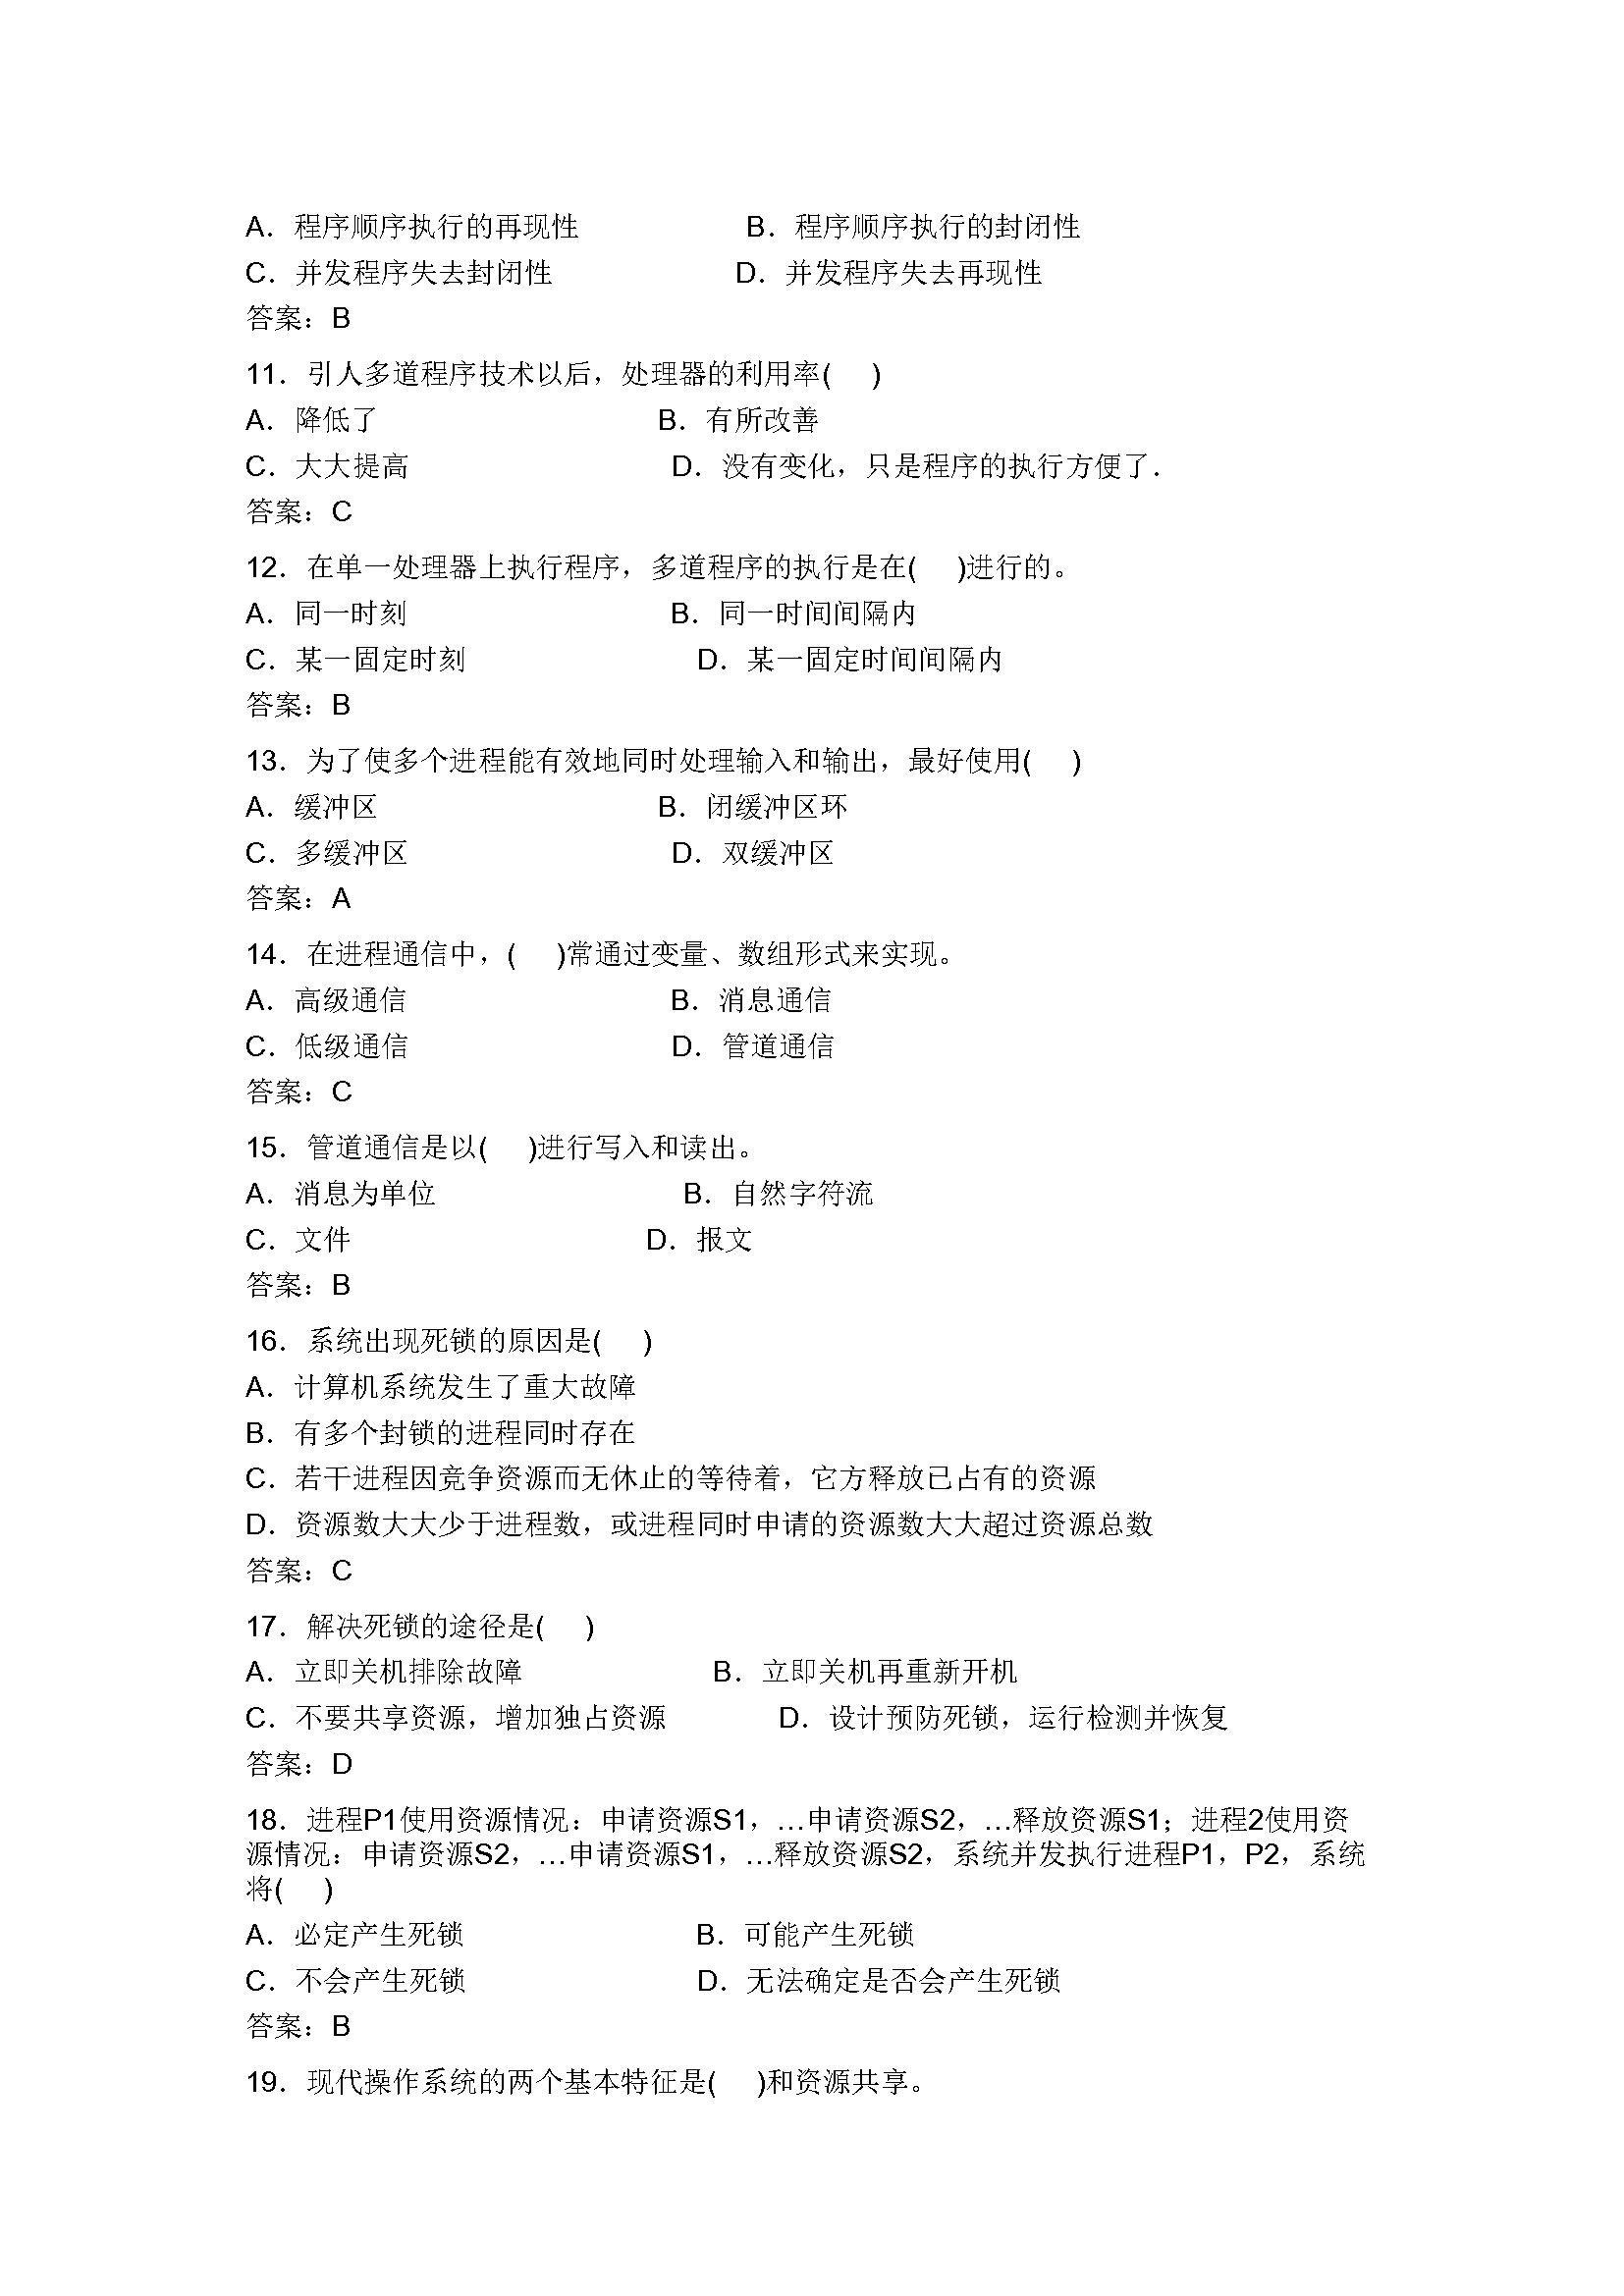 A．程序顺序执行的再现性 B．程序顺序执行的封闭性
C．并发程序失去封闭性 D．并发程序失去再现性
答案：B
11．引人多道程序技术以后，处理器的利用率( )
A．降低了 B．有所改善
C．大大提高 D．没有变化，只是程序的执行方便了.
答案：C
12．在单一处理器上执行程序，多道程序的执行是在( )进行的。
A．同一时刻 B．同一时间间隔内
C．某一固定时刻 D．某一固定时间间隔内
答案：B
13．为了使多个进程能有效地同时处理输入和输出，最好使用( )
A．缓冲区 B．闭缓冲区环
C．多缓冲区 D．双缓冲区
答案：A
14．在进程通信中，( )常通过变量、数组形式来实现。
A．高级通信 B．消息通信
C．低级通信 D．管道通信
答案：C
15．管道通信是以( )进行写入和读出。
A．消息为单位 B．自然字符流
C．文件 D．报文
答案：B
16．系统出现死锁的原因是( )
A．计算机系统发生了重大故障
B．有多个封锁的进程同时存在
C．若干进程因竞争资源而无休止的等待着，它方释放已占有的资源
D．资源数大大少于进程数，或进程同时申请的资源数大大超过资源总数
答案：C
17．解决死锁的途径是( )
A．立即关机排除故障 B．立即关机再重新开机
C．不要共享资源，增加独占资源 D．设计预防死锁，运行检测并恢复
答案：D
18．进程P1使用资源情况：申请资源S1，…申请资源S2，…释放资源S1；进程2使用资
源情况：申请资源S2，…申请资源S1，…释放资源S2，系统并发执行进程P1，P2，系统
将( )
A．必定产生死锁 B．可能产生死锁
C．不会产生死锁 D．无法确定是否会产生死锁
答案：B
19．现代操作系统的两个基本特征是( )和资源共享。